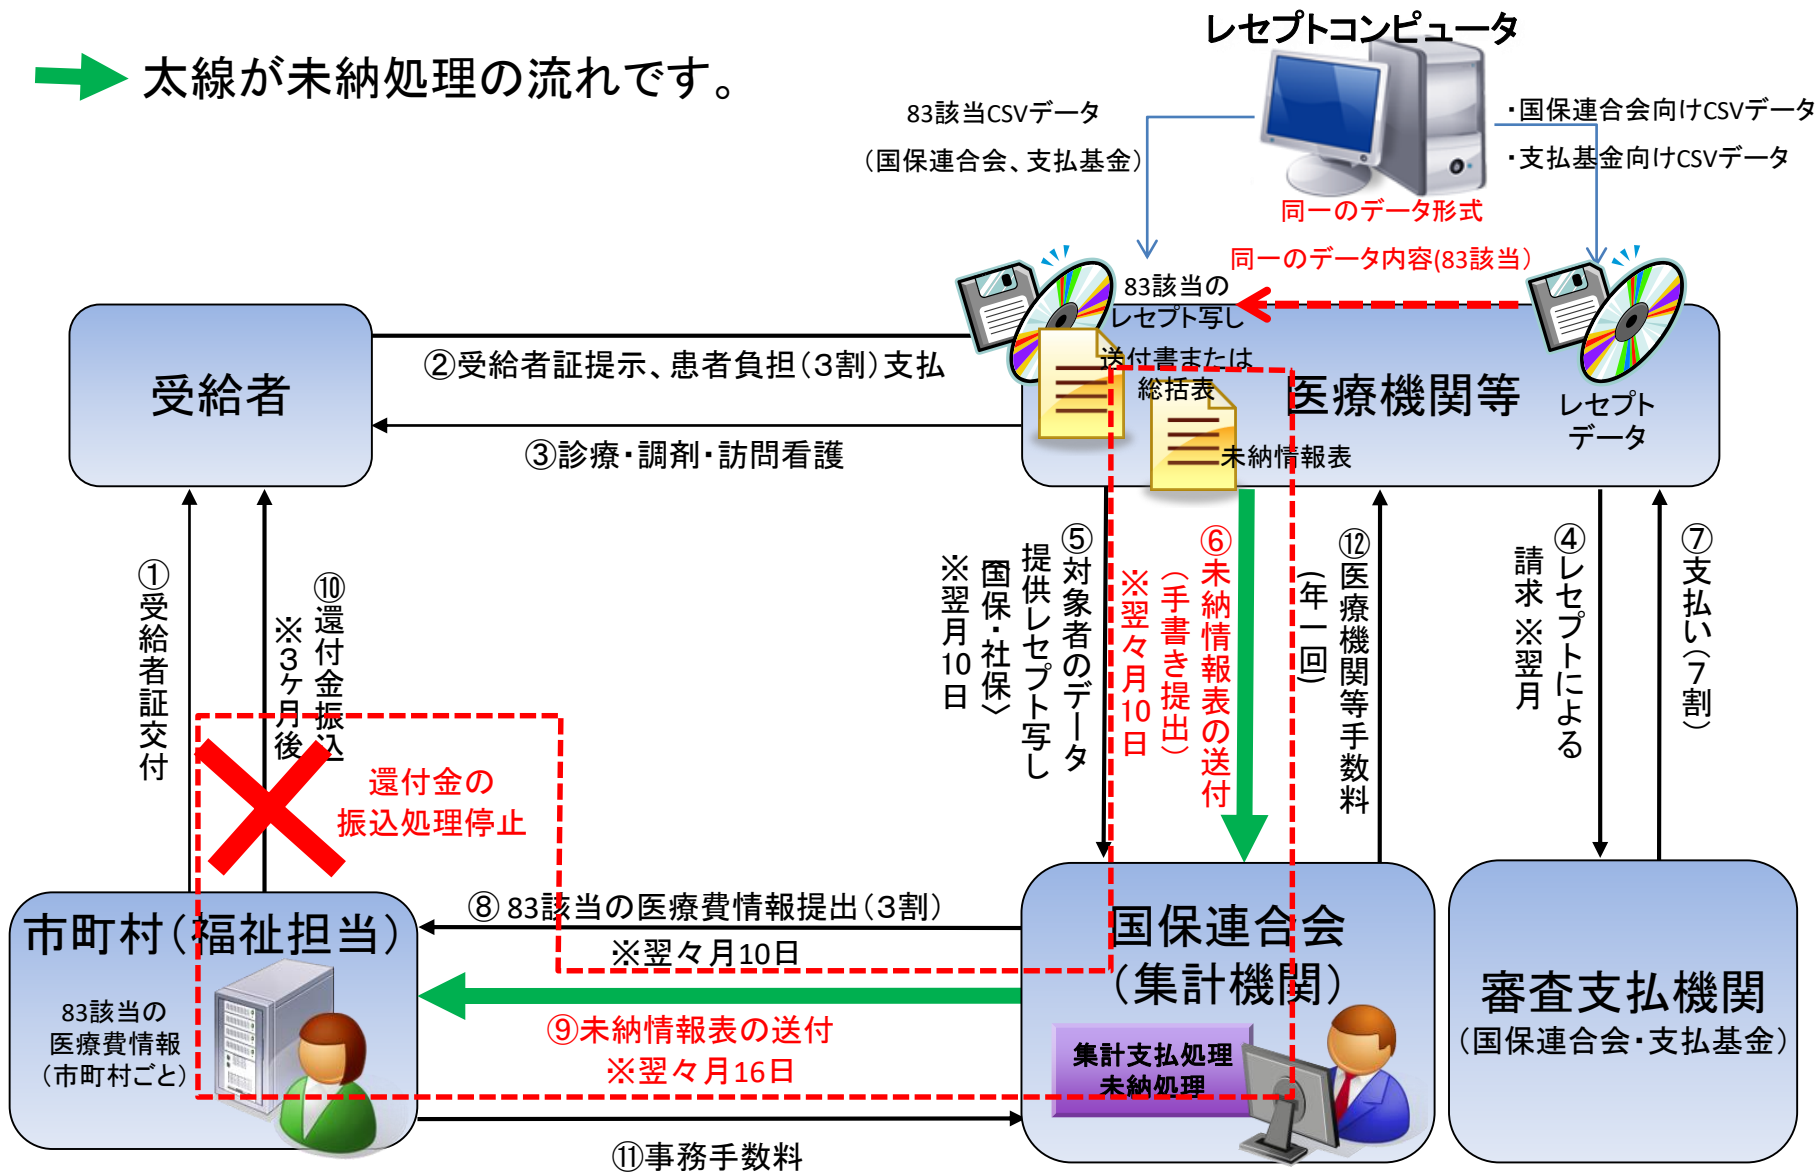 レセプトコンピュータ
太線が未納処理の流れです。
83該当CSVデータ
（国保連合会、支払基金）
・国保連合会向けCSVデータ
・支払基金向けCSVデータ
同一のデータ形式
同一のデータ内容(83該当）
83該当の
レセプト写し
送付書または
総括表
未納情報表
医療機関等
レセプト
データ
受給者
②受給者証提示、患者負担（３割）支払
③診療・調剤・訪問看護
①受給者証交付
⑩還付金振込
※３ヶ月後
還付金の
振込処理停止
⑤対象者のデータ
提供レセプト写し
〈国保・社保〉
※翌月10日
⑥未納情報表の送付
（手書き提出）
※翌々月10日
⑫医療機関等手数料
（年一回）
④レセプトによる
請求※翌月
⑦支払い（７割）
市町村（福祉担当）
83該当の
医療費情報
（市町村ごと）
⑧83該当の医療費情報提出（３割）
※翌々月10日
⑨未納情報表の送付
※翌々月16日
⑪事務手数料
国保連合会
（集計機関）
集計支払処理
未納処理
審査支払機関
（国保連合会・支払基金）